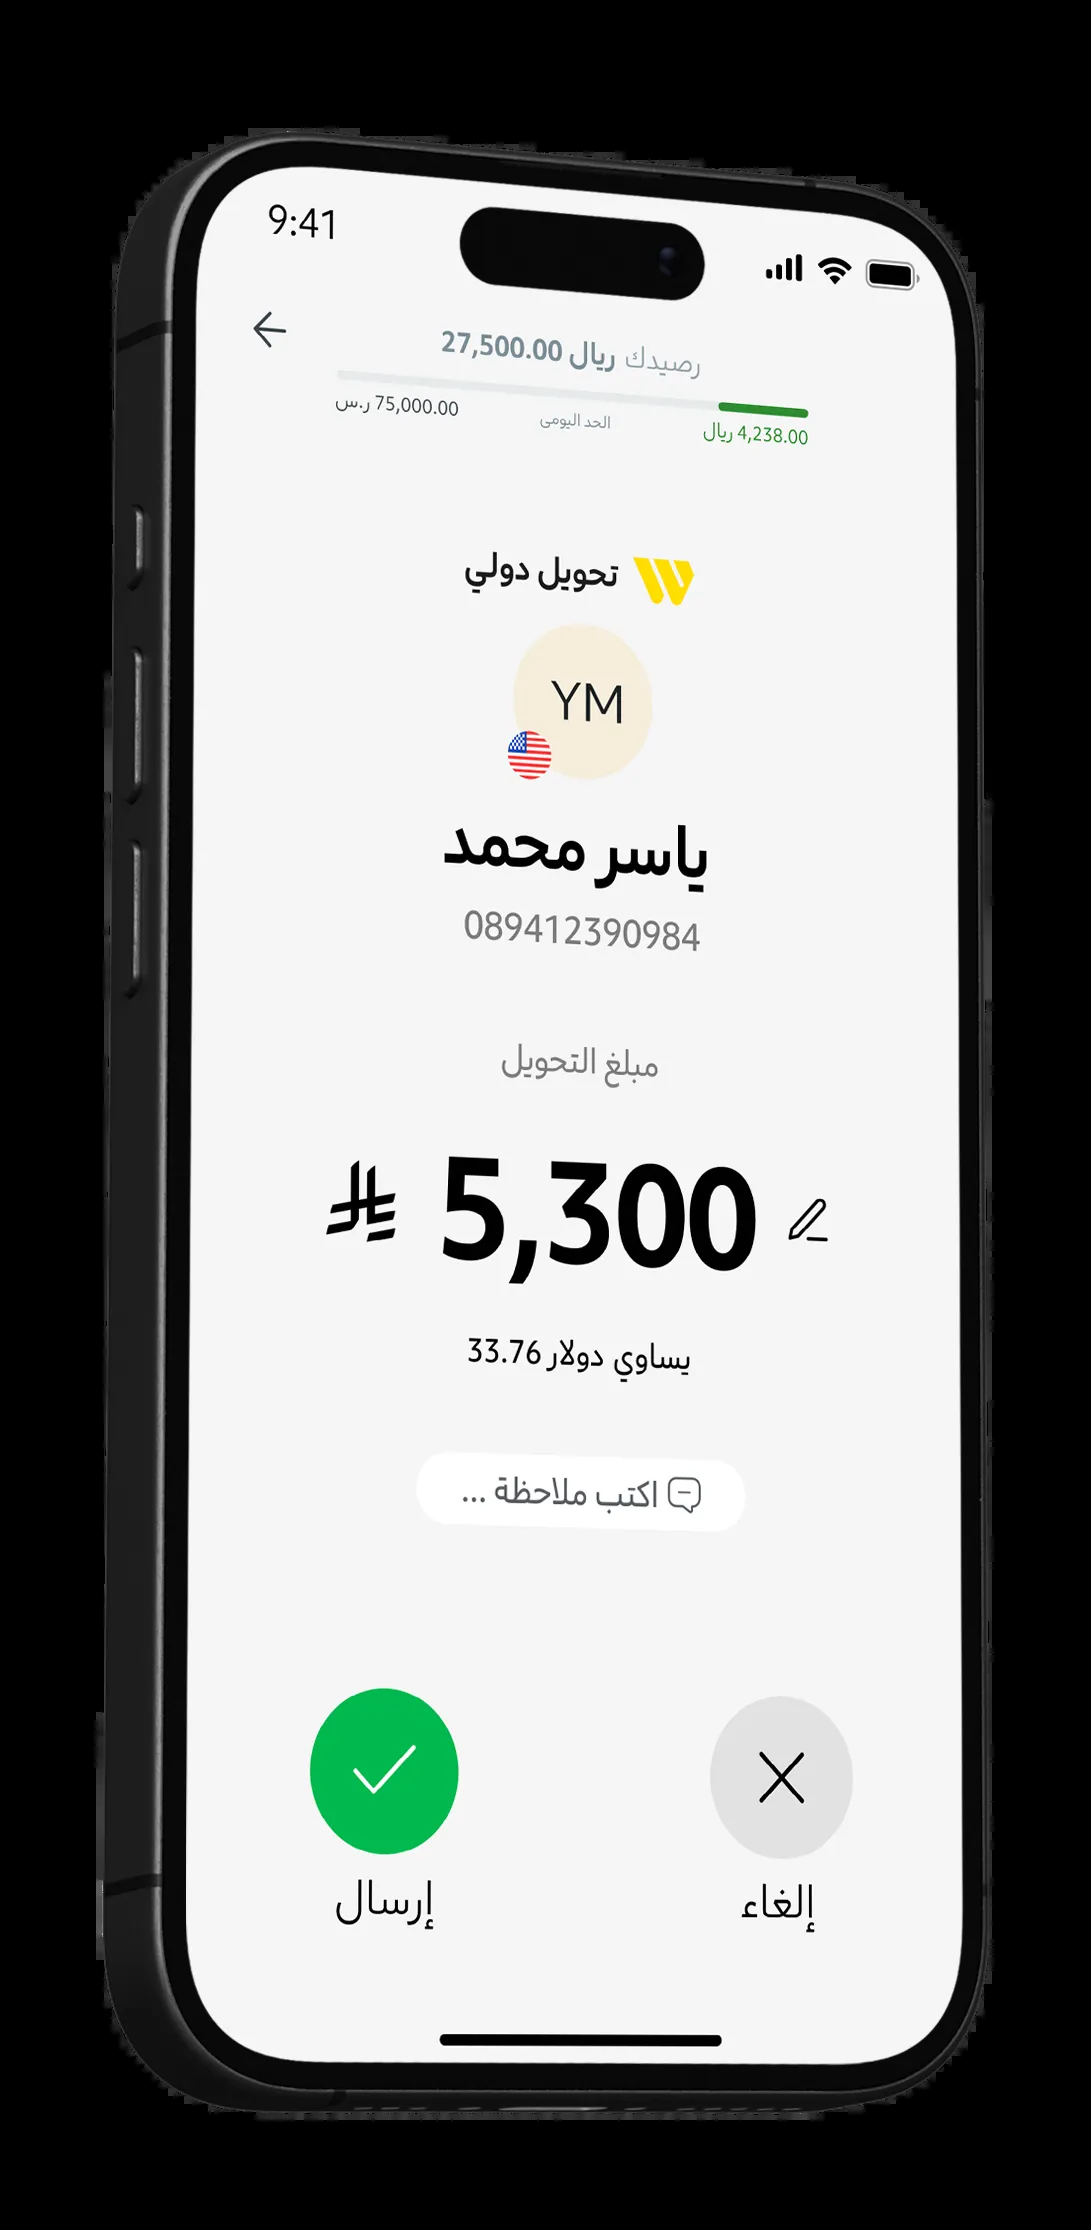 9:41
رصيدك 27,500.00 ريال
4,238.00 ريال
الحد اليومى
75,000.00 ر.س
تحويل دولي
YM
ياسر محمد
089412390984
مبلغ التحويل
5,300
يساوي دولار 33.76
اكتب ملاحظة ...
إلغاء
إرسال